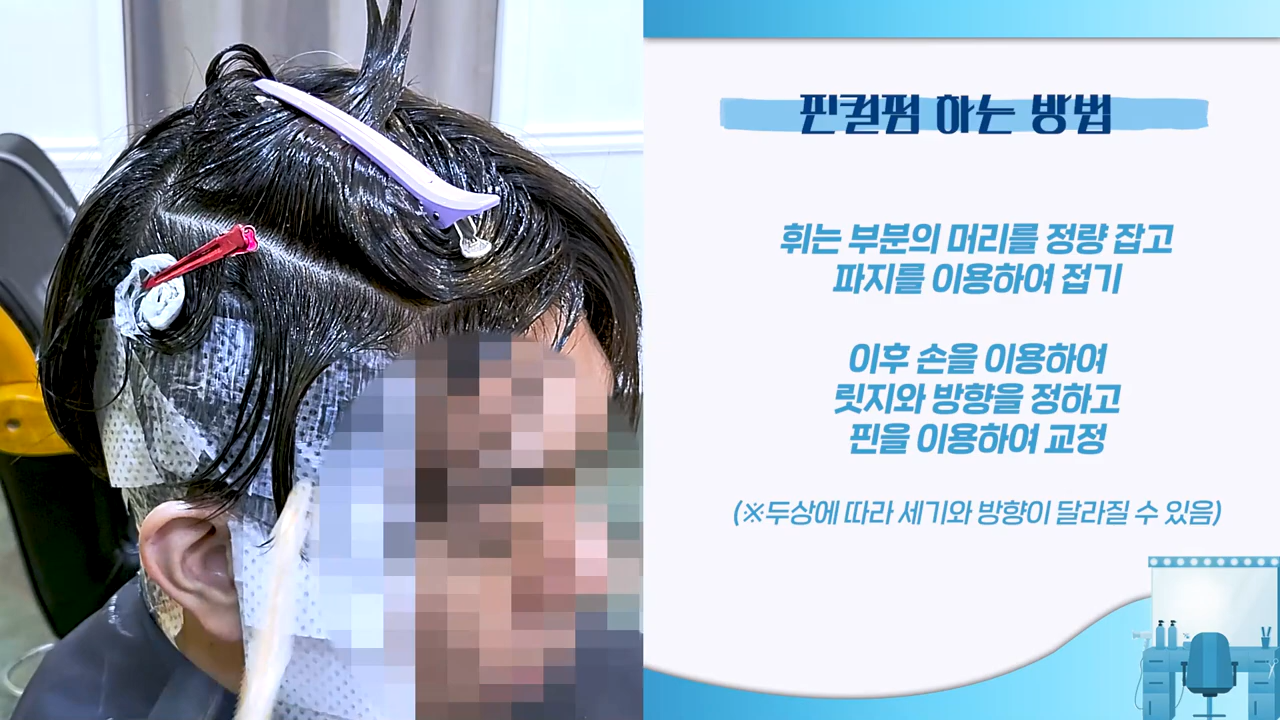 핀컬펌 하는 방법
휘는 부분의 머리를 정량 잡고
파지를 이용하여 접기
이후 손을 이용하여
릿지와 방향을 정하고
핀을 이용하여 교정
(※두상에 따라 세기와 방향이 달라질 수 있음)